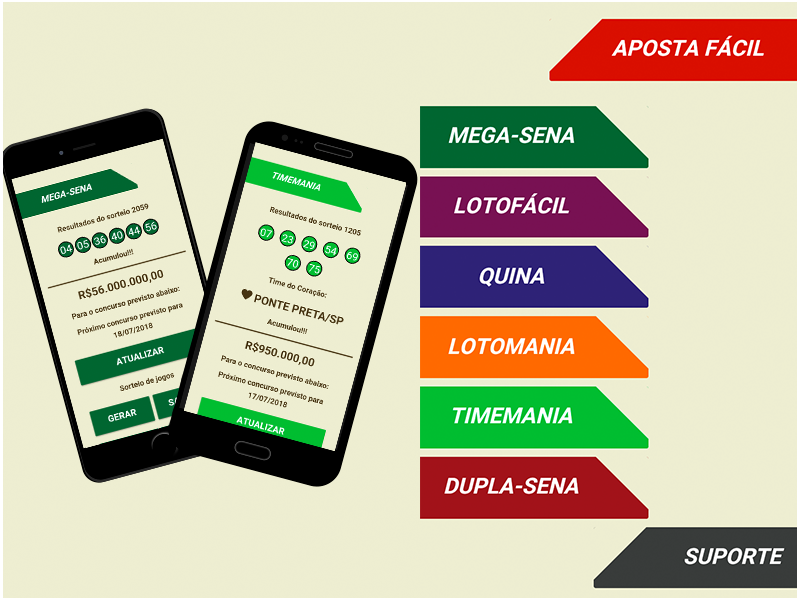 APOSTA FÁCIL
MEGA-SENA
Resultados do sorteio 2059
04 05 36 40 44 56
Acumulou!!!
R$56.000.000,00
Para o concurso previsto abaixo:
Próximo concurso previsto para
18/07/2018
ATUALIZAR
Sorteio de jogos
GERAR
TIMEMANIA
Resultados do sorteio 1205
07 23 29 54 69
70 75
Time do Coração:
PONTE PRETA/SP
Acumulou!!!
R$950.000,00
Para o concurso previsto abaixo:
Próximo concurso previsto para
17/07/2018
ATUALIZAR
MEGA-SENA
LOTOFÁCIL
QUINA
LOTOMANIA
TIMEMANIA
DUPLA-SENA
SUPORTE